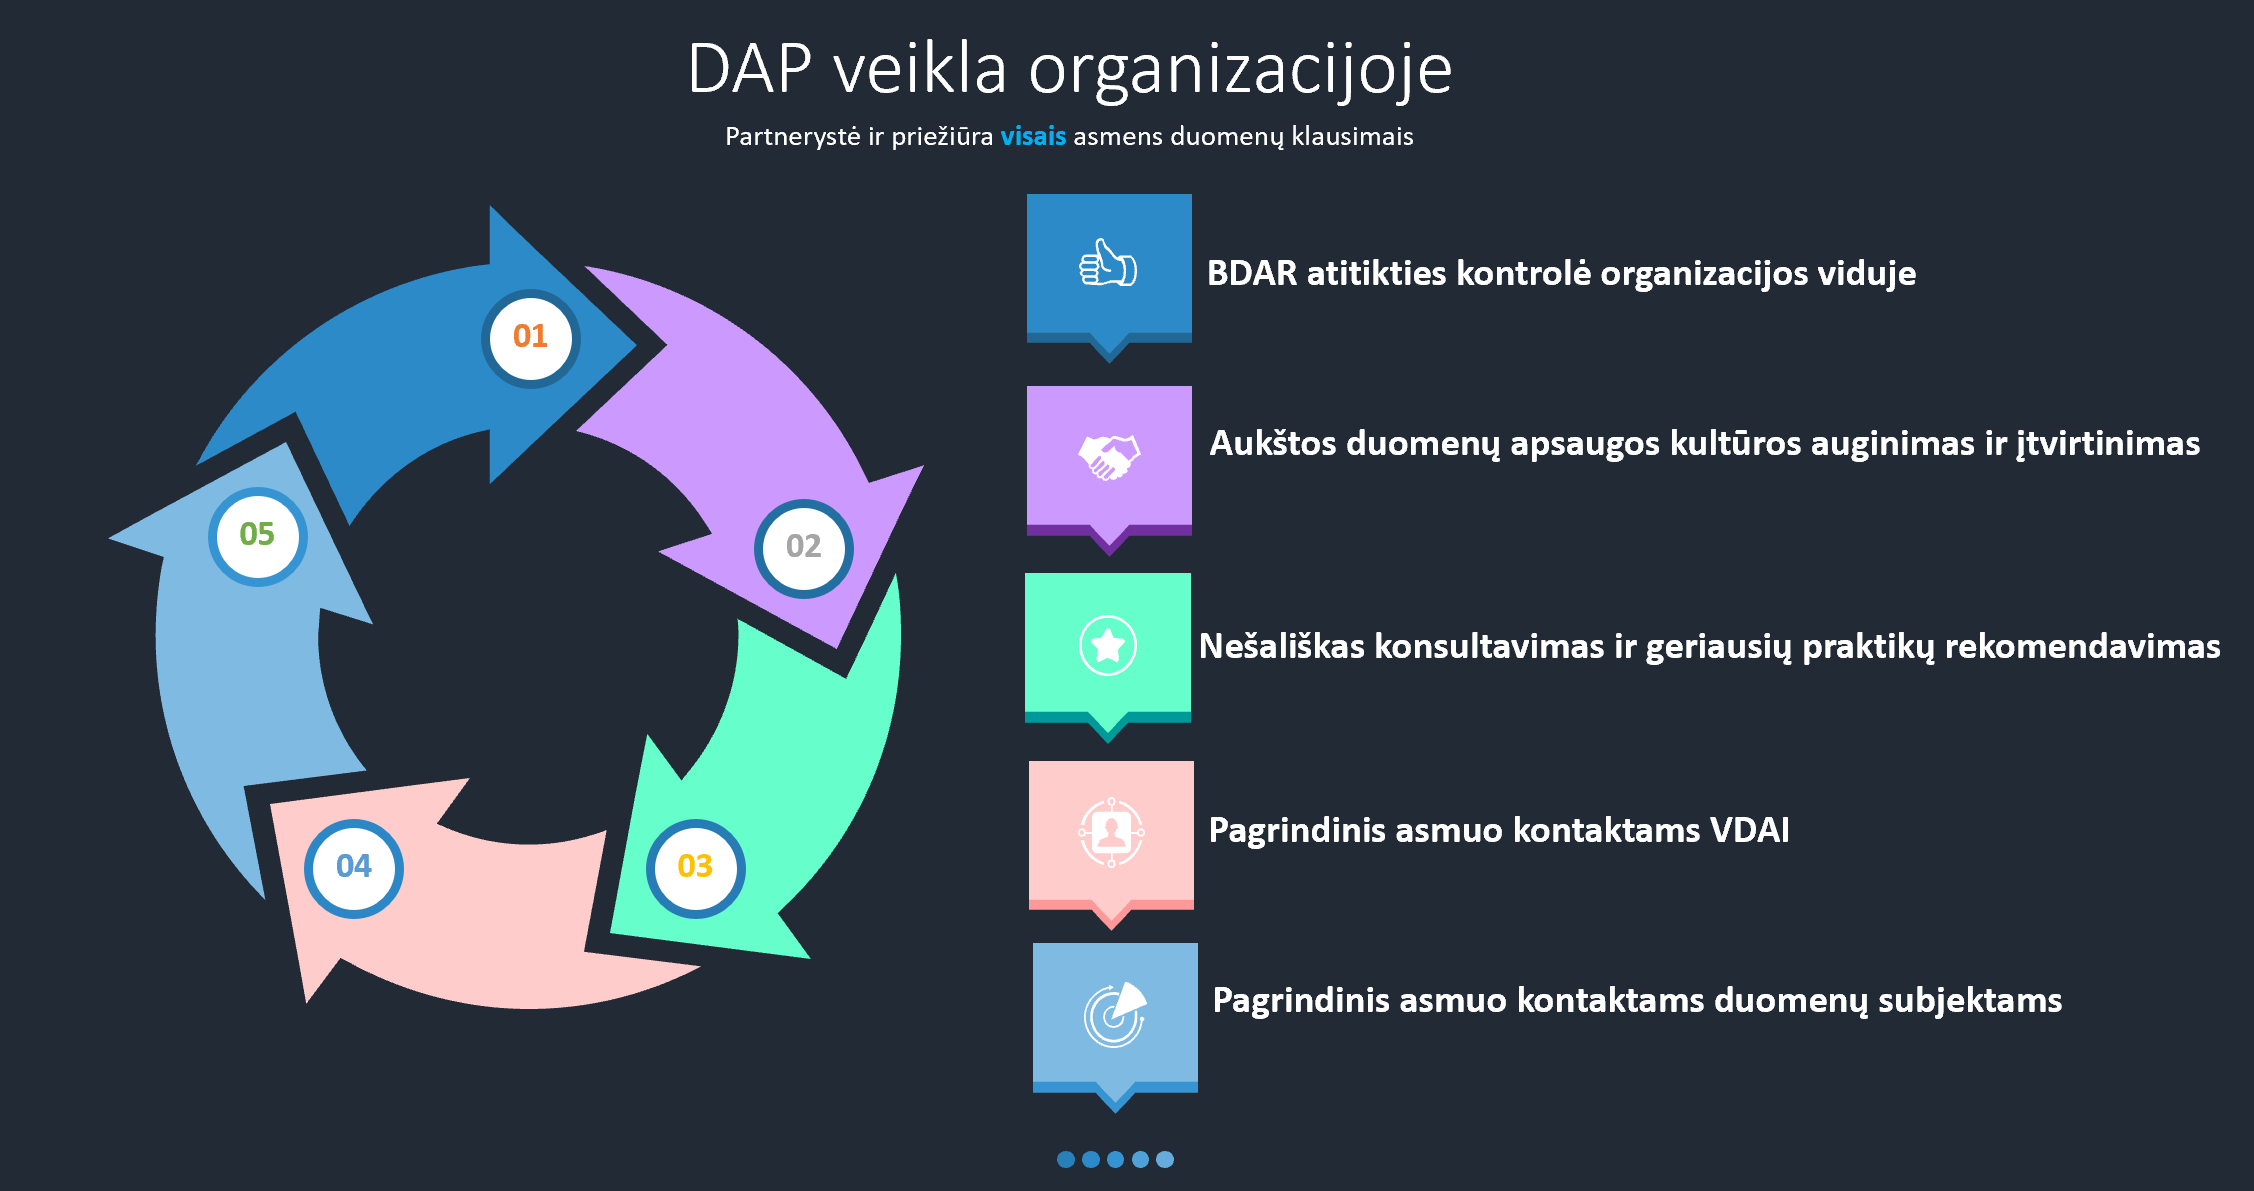 DAP veikla organizacijoje
Partnerystė ir priežiūra visais asmens duomenų klausimais
01
02
03
04
05
BDAR atitikties kontrolė organizacijos viduje
Aukštos duomenų apsaugos kultūros auginimas ir įtvirtinimas
Nešališkas konsultavimas ir geriausių praktikų rekomendavimas
Pagrindinis asmuo kontaktams VDAI
Pagrindinis asmuo kontaktams duomenų subjektams